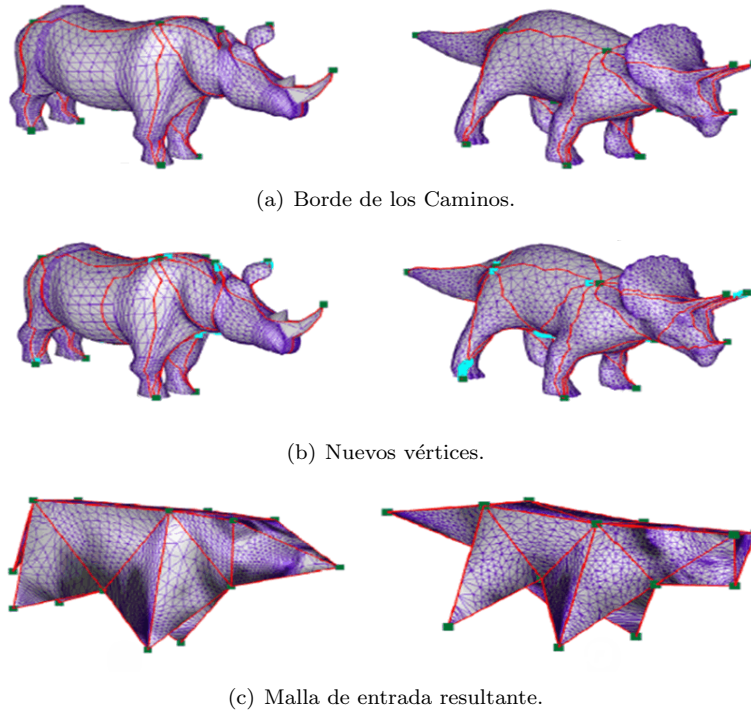 (a) Borde de los Caminos.
(b) Nuevos vértices.
(c) Malla de entrada resultante.